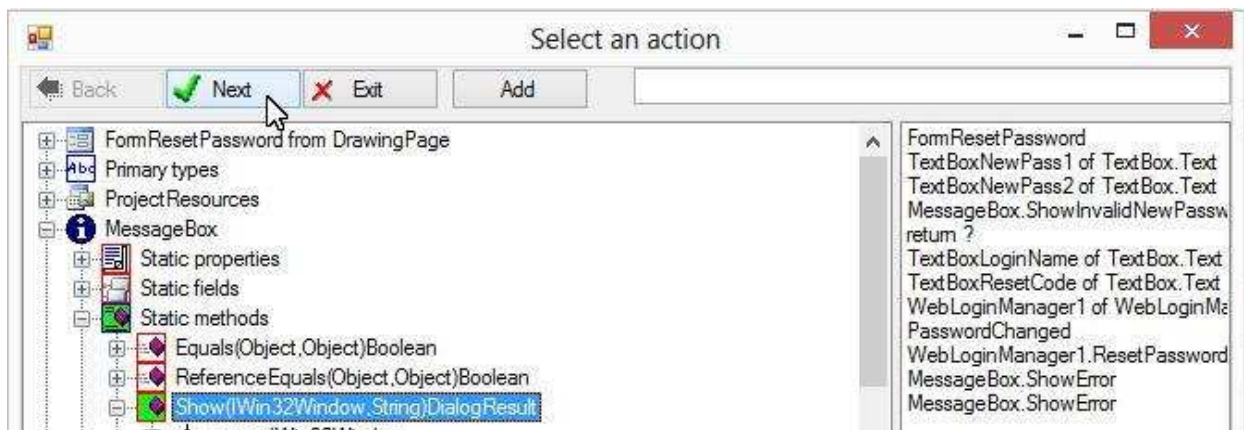 Select an action
Back Next Exit Add
FormResetPassword from DrawingPage
Abc Primary types
ProjectResources
MessageBox
Static properties
Static fields
Static methods
Equals(Object,Object)Boolean
ReferenceEquals(Object,Object)Boolean
Show(IWin32Window,String)DialogResult
FormResetPassword
TextBoxNewPass1 of TextBox.Text
TextBoxNewPass2 of TextBox.Text
MessageBox.ShowInvalidNewPassw
return ?
TextBoxLoginName of TextBox.Text
TextBoxResetCode of TextBox.Text
WebLoginManager1 of WebLoginMa
PasswordChanged
WebLoginManager1.ResetPassword
MessageBox.ShowError
MessageBox.ShowError